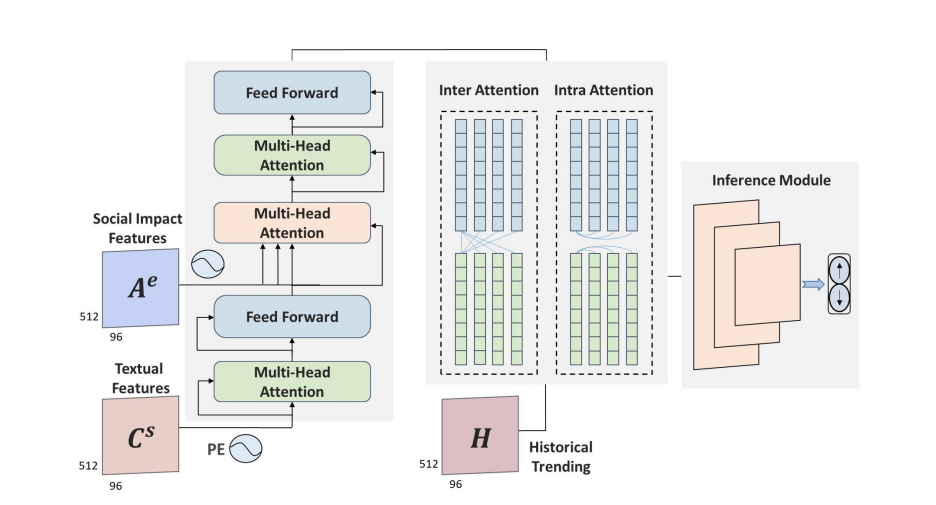 Feed Forward
Multi-Head
Attention
Multi-Head
Attention
Social Impact
Features
A^e
512
96
Feed Forward
Multi-Head
Attention
Textual
Features
C^s
512
96
PE
Inter Attention
Intra Attention
H
512
96
Historical
Trending
Inference Module